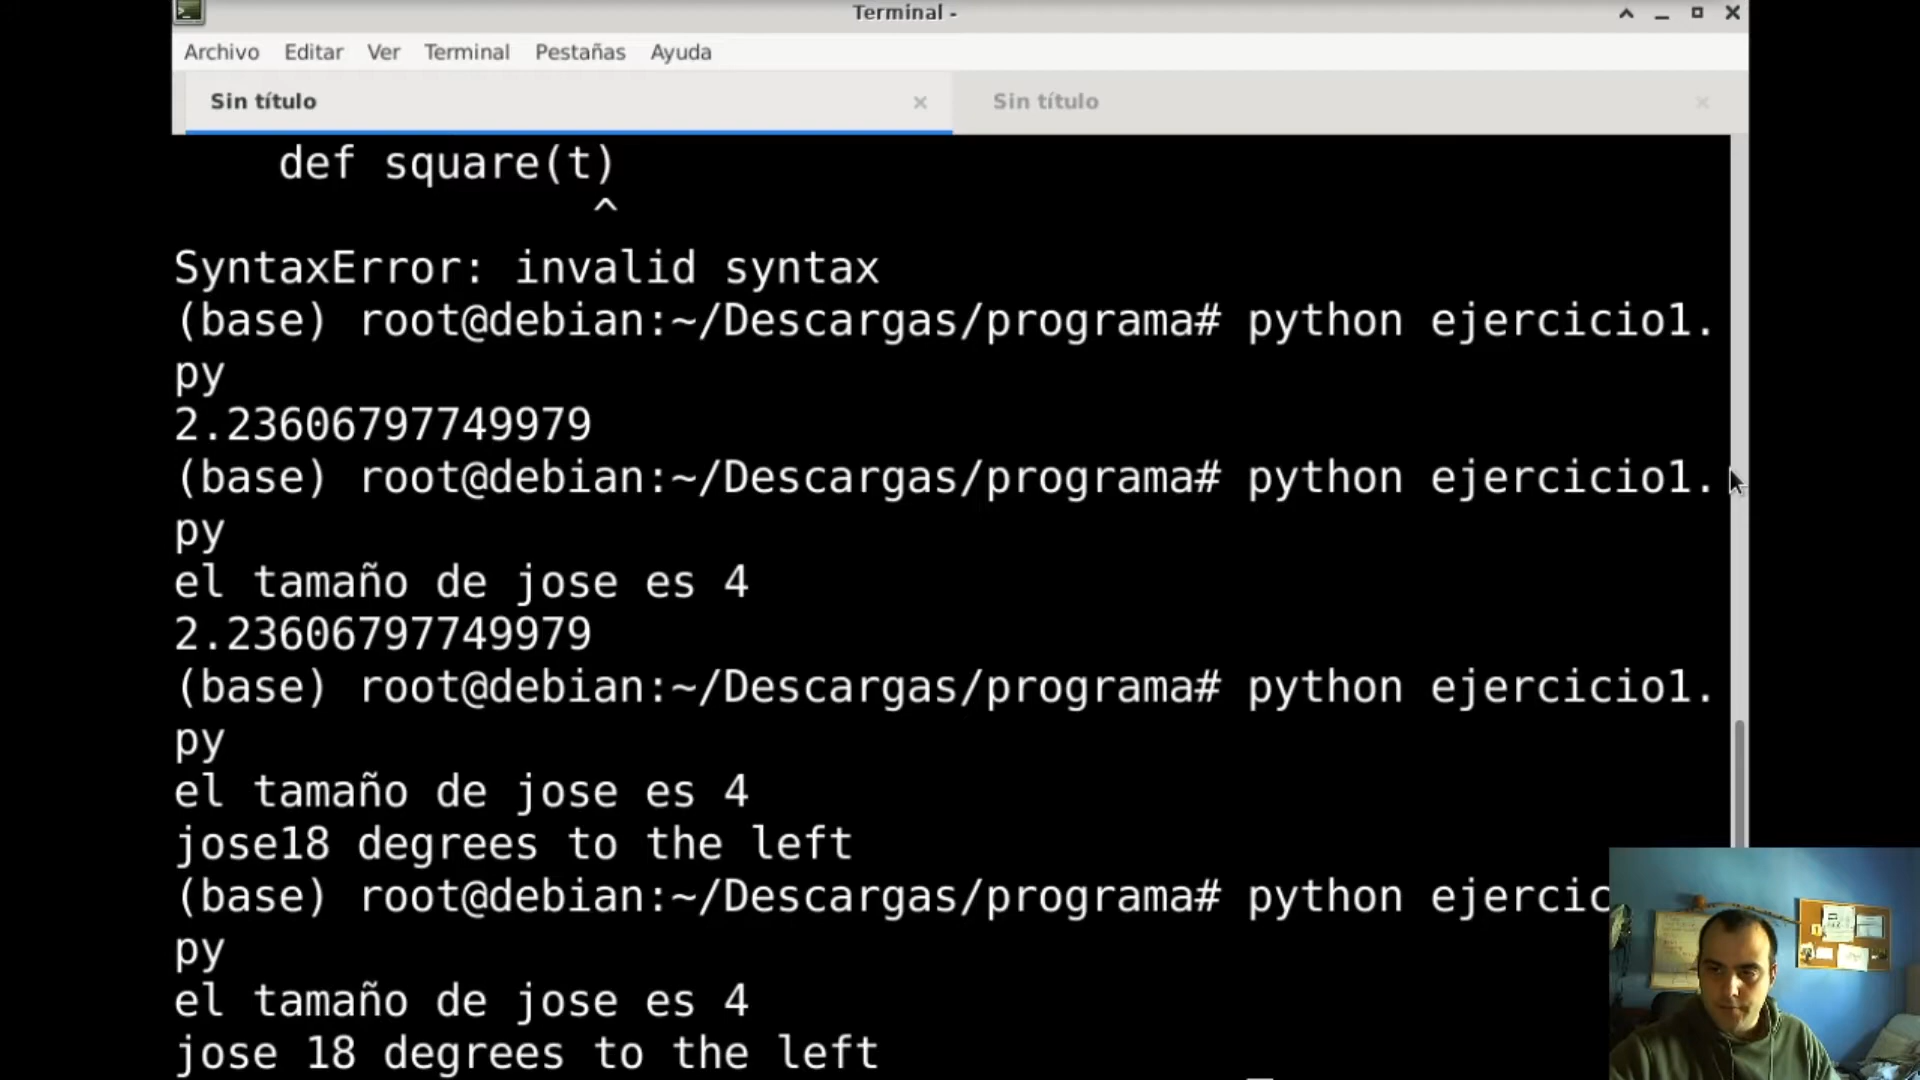 Terminal -
Archivo Editar Ver Terminal Pestañas Ayuda
Sin título Sin título
def square(t)
^
SyntaxError: invalid syntax
(base) root@debian:~/Descargas/programa# python ejercicio1.
py
2.23606797749979
(base) root@debian:~/Descargas/programa# python ejercicio1.
py
el tamaño de jose es 4
2.23606797749979
(base) root@debian:~/Descargas/programa# python ejercicio1.
py
el tamaño de jose es 4
jose18 degrees to the left
(base) root@debian:~/Descargas/programa# python ejercic
py
el tamaño de jose es 4
jose 18 degrees to the left